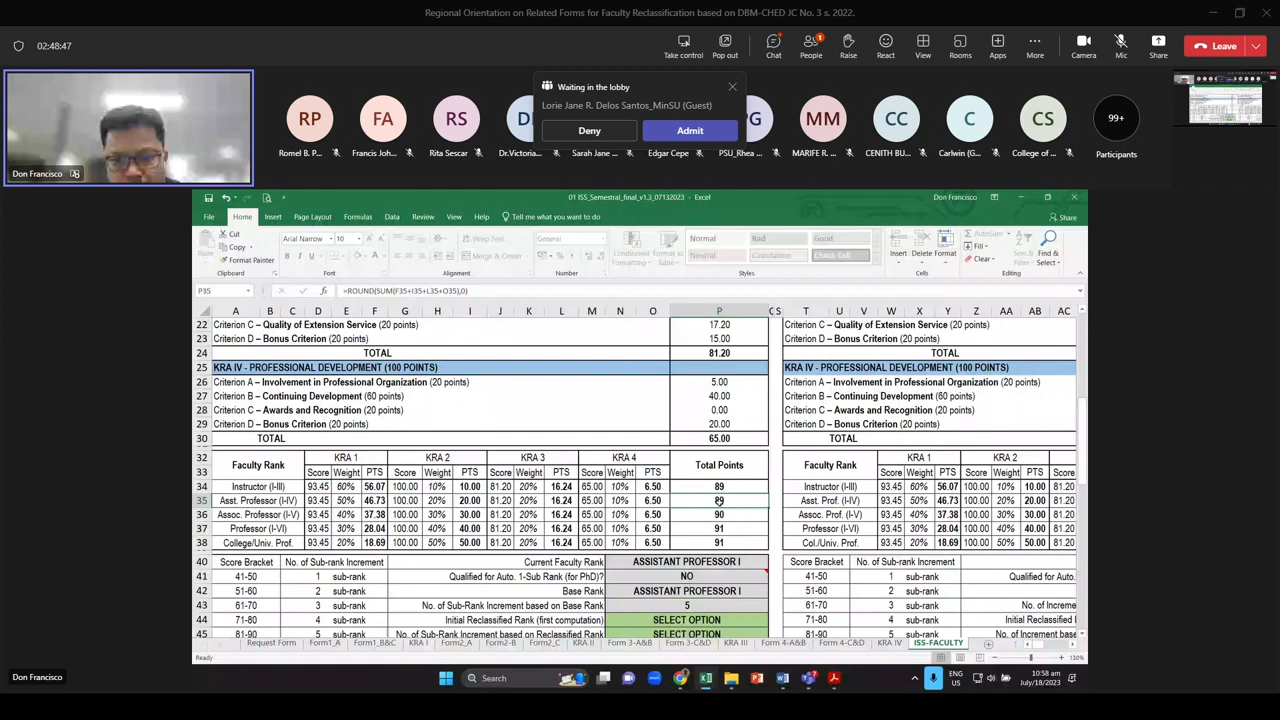 Regional Orientation on Related Forms for Faculty Reclassification based on DBM-CHED JC No. 3 s. 2022.
02:48:47
Take control Pop out Chat 1 People Raise React View Rooms Apps More Camera Mic Share Leave
Waiting in the lobby
Lorie Jane R. Delos Santos_MinSU (Guest)
Deny Admit
RP FA RS D PG MM CC C CS 99+
Romel B. P... Francis Joh... Rita Sescar Dr.Victoria... Sarah Jane ... Edgar Cepe PSU_Rhea ... MARIFE R. ... CENITH BU... Carlwin (G... College of ... Participants
Don Francisco
01 ISS_Semestral_final_v1.3_07132023 - Excel Don Francisco
File Home Insert Page Layout Formulas Data Review View Help Tell me what you want to do Share
Cut
Copy
Format Painter
Paste
Arial Narrow 10
B I U
Wrap Text
Merge & Center
General
Conditional Formatting Format as Table
Normal Bad Good
Neutral Calculation Check Cell
Insert Delete Format
AutoSum
Fill
Clear
Sort & Filter Find & Select
Clipboard Font Alignment Number Styles Cells Editing
P35 =ROUND(SUM(F35+I35+L35+O35),0)
A B C D E F G H I J K L M N O P S T U V W X Y Z AA AB AC
22 Criterion C – Quality of Extension Service (20 points) 17.20 Criterion C – Quality of Extension Service (20 points)
23 Criterion D – Bonus Criterion (20 points) 15.00 Criterion D – Bonus Criterion (20 points)
24 TOTAL 81.20 TOTAL
25 KRA IV - PROFESSIONAL DEVELOPMENT (100 POINTS) KRA IV - PROFESSIONAL DEVELOPMENT (100 POINTS)
26 Criterion A – Involvement in Professional Organization (20 points) 5.00 Criterion A – Involvement in Professional Organization (20 points)
27 Criterion B – Continuing Development (60 points) 40.00 Criterion B – Continuing Development (60 points)
28 Criterion C – Awards and Recognition (20 points) 0.00 Criterion C – Awards and Recognition (20 points)
29 Criterion D – Bonus Criterion (20 points) 20.00 Criterion D – Bonus Criterion (20 points)
30 TOTAL 65.00 TOTAL
32 Faculty Rank KRA 1 KRA 2 KRA 3 KRA 4 Total Points Faculty Rank KRA 1 KRA 2
33 Score Weight PTS Score Weight PTS Score Weight PTS Score Weight PTS Score Weight PTS Score Weight PTS Score
34 Instructor (I-III) 93.45 60% 56.07 100.00 10% 10.00 81.20 20% 16.24 65.00 10% 6.50 89 Instructor (I-III) 93.45 60% 56.07 100.00 10% 10.00 81.20
35 Asst. Professor (I-IV) 93.45 50% 46.73 100.00 20% 20.00 81.20 20% 16.24 65.00 10% 6.50 89 Asst. Prof. (I-IV) 93.45 50% 46.73 100.00 20% 20.00 81.20
36 Assoc. Professor (I-V) 93.45 40% 37.38 100.00 30% 30.00 81.20 20% 16.24 65.00 10% 6.50 90 Assoc. Prof. (I-V) 93.45 40% 37.38 100.00 30% 30.00 81.20
37 Professor (I-VI) 93.45 30% 28.04 100.00 40% 40.00 81.20 20% 16.24 65.00 10% 6.50 91 Professor (I-VI) 93.45 30% 28.04 100.00 40% 40.00 81.20
38 College/Univ. Prof. 93.45 20% 18.69 100.00 50% 50.00 81.20 20% 16.24 65.00 10% 6.50 91 Col./Univ. Prof. 93.45 20% 18.69 100.00 50% 50.00 81.20
40 Score Bracket No. of Sub-rank Increment Current Faculty Rank ASSISTANT PROFESSOR I Score Bracket No. of Sub-rank Increment
41 41-50 1 sub-rank Qualified for Auto. 1-Sub Rank (for PhD)? NO 41-50 1 sub-rank Qualified for Auto.
42 51-60 2 sub-rank Base Rank ASSISTANT PROFESSOR I 51-60 2 sub-rank
43 61-70 3 sub-rank No. of Sub-Rank Increment based on Base Rank 5 61-70 3 sub-rank No. of Sub-Rank Increme
44 71-80 4 sub-rank Initial Reclassified Rank (first computation) SELECT OPTION 71-80 4 sub-rank Initial Re
45 81-90 5 sub-rank No. of Sub-Rank Increment based on Reclassified Rank SELECT OPTION 81-90 5 sub-rank No. of Sub-Rank Increment ba
Request Form Form1_A Form1_B&C KRA I Form2_A Form2-B Form2_C KRA II Form 3-A&B Form 3-C&D KRA III Form 4-A&B Form 4-C&D KRA IV ISS-FACULTY
Ready 130%
Don Francisco
Search
ENG
US
10:58 am
July/18/2023